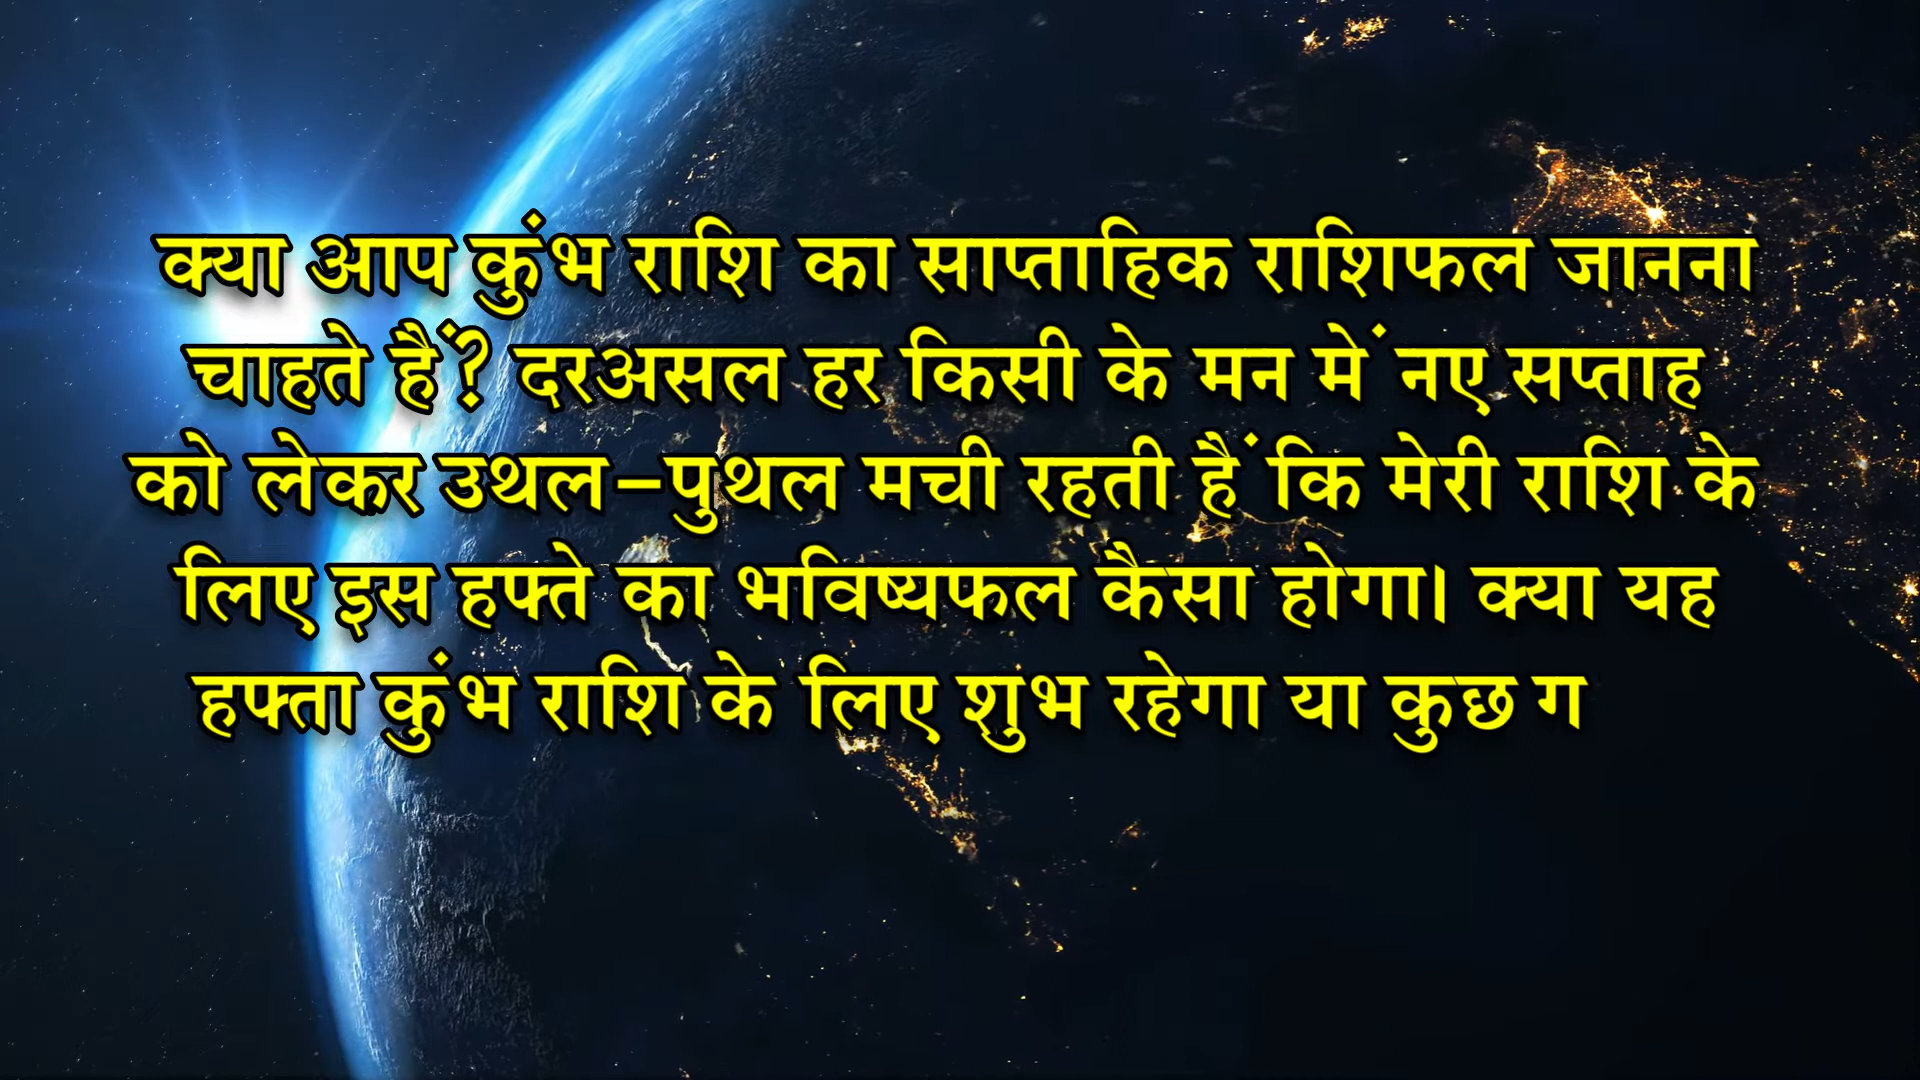 क्या आप कुंभ राशि का साप्ताहिक राशिफल जानना
चाहते हैं? दरअसल हर किसी के मन में नए सप्ताह
को लेकर उथल-पुथल मची रहती हैं कि मेरी राशि के
लिए इस हफ्ते का भविष्यफल कैसा होगा। क्या यह
हफ्ता कुंभ राशि के लिए शुभ रहेगा या कुछ ग